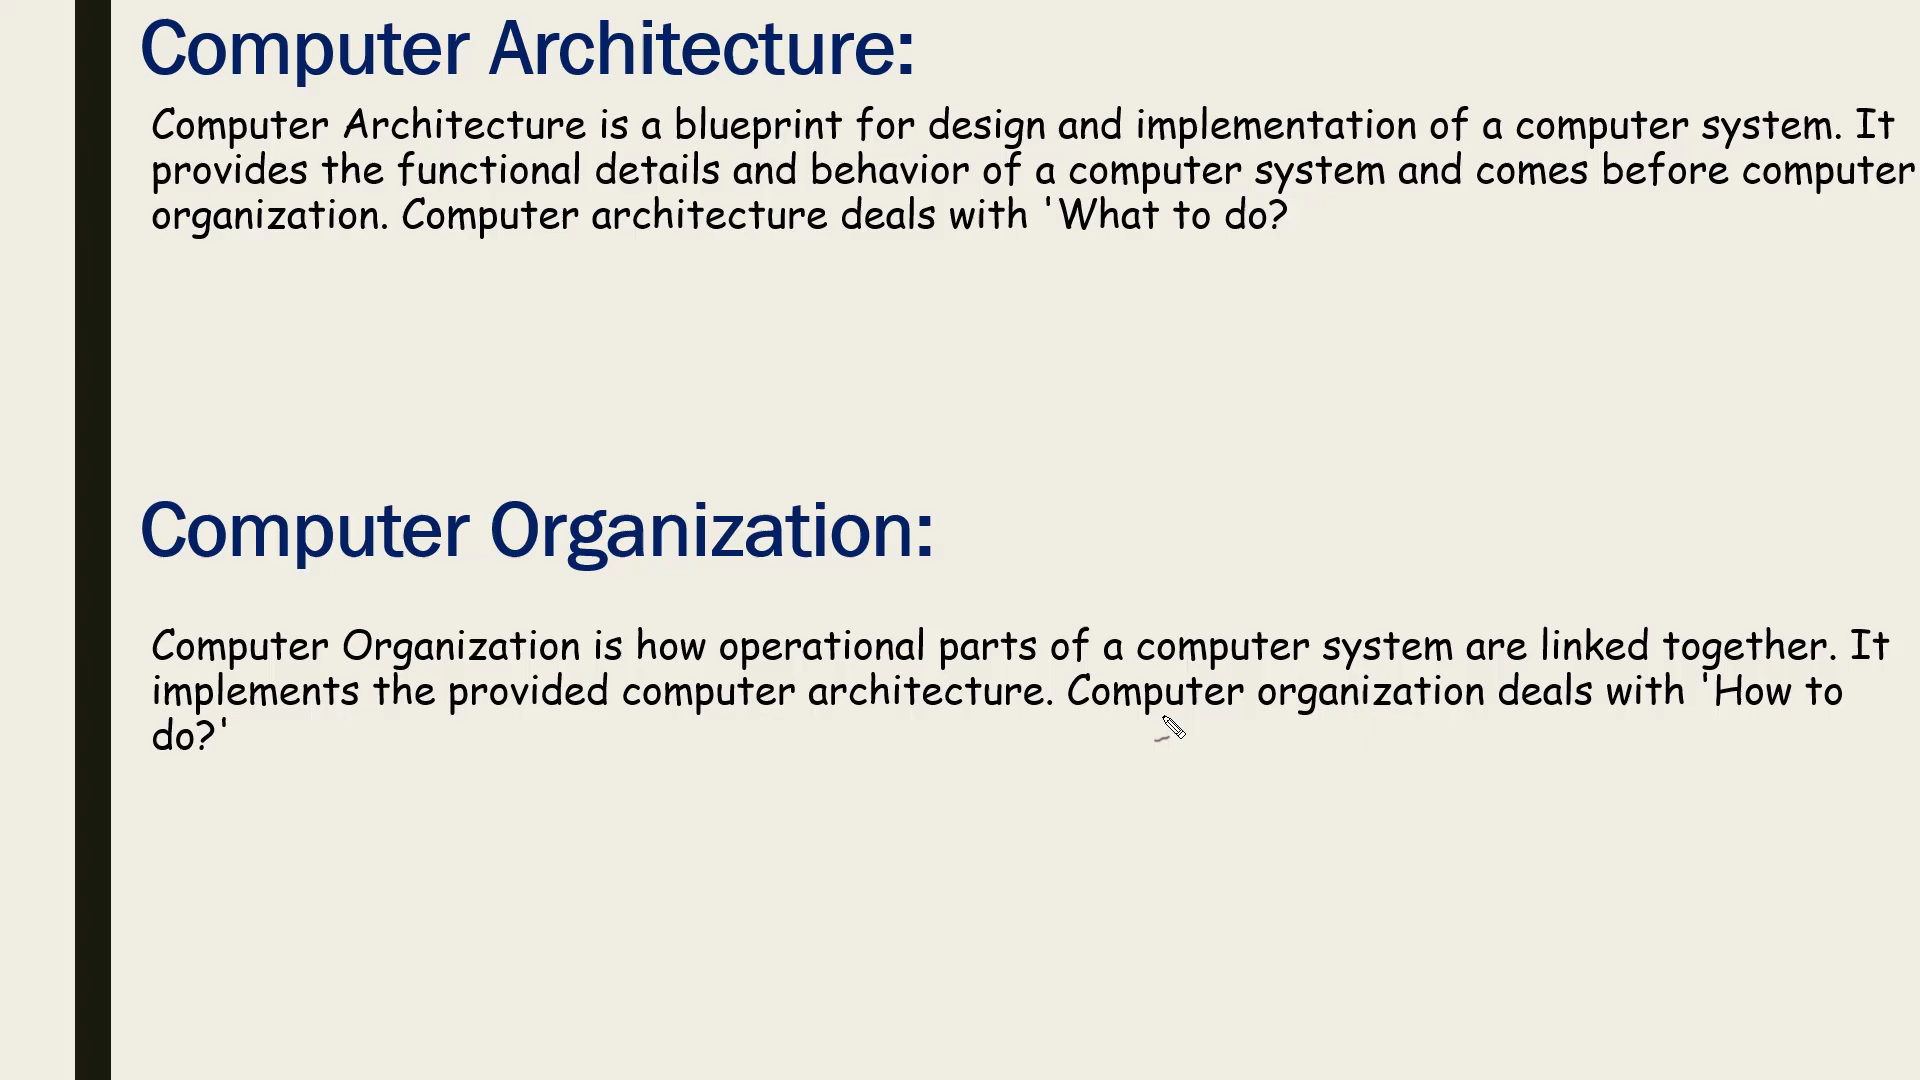 Computer Architecture:
Computer Architecture is a blueprint for design and implementation of a computer system. It
provides the functional details and behavior of a computer system and comes before computer
organization. Computer architecture deals with 'What to do?
Computer Organization:
Computer Organization is how operational parts of a computer system are linked together. It
implements the provided computer architecture. Computer organization deals with 'How to
do?'